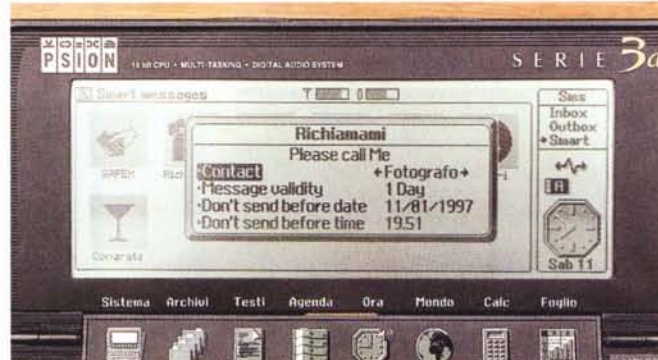 PSION
16 bit CPU • MULTI-TASKING • DIGITAL AUDIO SYSTEM
SERIE 3a
Smart messages
Sms
Inbox
Outbox
Smart
Richiamami
Please call Me
Contact Fotografo
Message validity 1 Day
Don't send before date 11/01/1997
Don't send before time 19.51
Sab 11
Sistema Archivi Testi Agenda Ora Mondo Calc Foglio